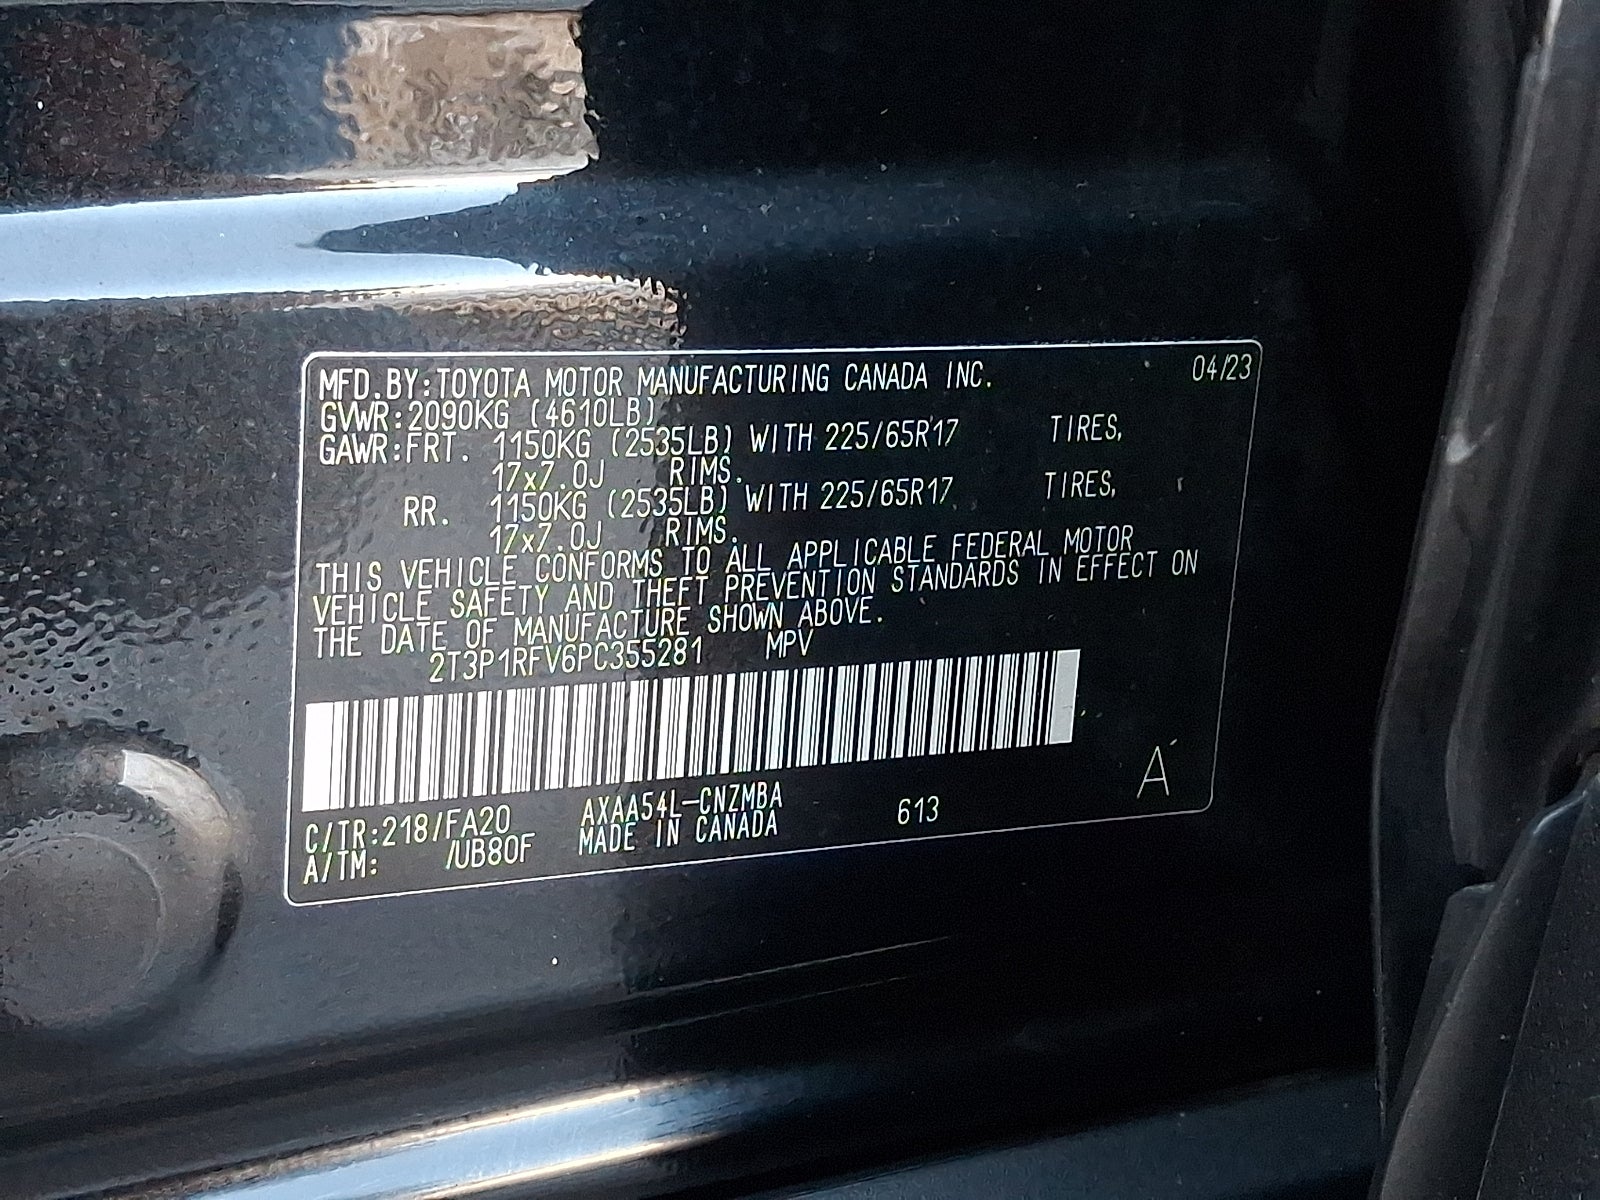 MFD.BY:TOYOTA MOTOR MANUFACTURING CANADA INC. 04/23
GVWR:2090KG (4610LB)
GAWR:FRT. 1150KG (2535LB) WITH 225/65R17 TIRES,
17x7.0J RIMS.
RR. 1150KG (2535LB) WITH 225/65R17 TIRES,
17x7.0J RIMS.
THIS VEHICLE CONFORMS TO ALL APPLICABLE FEDERAL MOTOR
VEHICLE SAFETY AND THEFT PREVENTION STANDARDS IN EFFECT ON
THE DATE OF MANUFACTURE SHOWN ABOVE.
2T3P1RFV6PC355281 MPV
A
C/TR:218/FA20 AXAA54L-CNZMBA 613
A/TM: /UB80F MADE IN CANADA